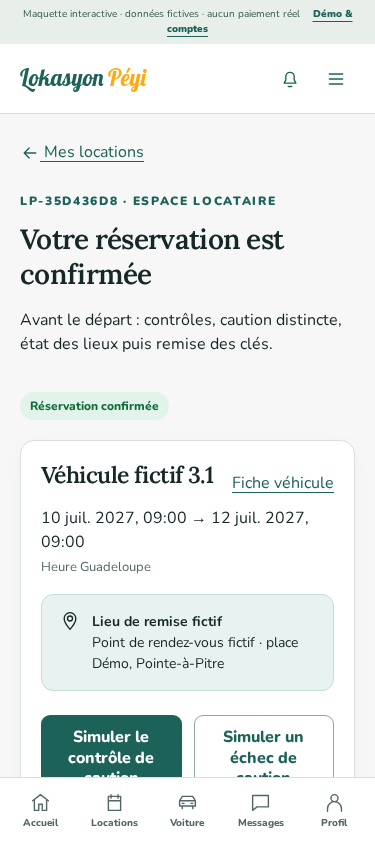 Maquette interactive · données fictives · aucun paiement réel Démo &
comptes
Lokasyon Péyi
← Mes locations
LP-35D436D8 · ESPACE LOCATAIRE
Votre réservation est
confirmée
Avant le départ : contrôles, caution distincte,
état des lieux puis remise des clés.
Réservation confirmée
Véhicule fictif 3.1 Fiche véhicule
10 juil. 2027, 09:00 → 12 juil. 2027,
09:00
Heure Guadeloupe
Lieu de remise fictif
Point de rendez-vous fictif · place
Démo, Pointe-à-Pitre
Simuler le Simuler un
contrôle de échec de
caution caution
Accueil Locations Voiture Messages Profil